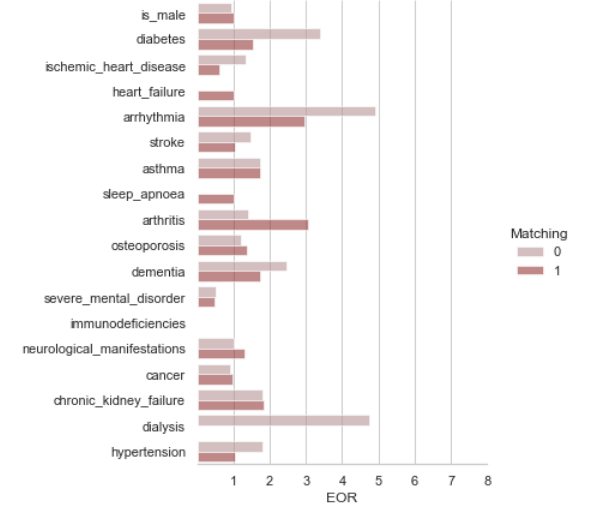 is_male
diabetes
ischemic_heart_disease
heart_failure
arrhythmia
stroke
asthma
sleep_apnoea
arthritis
osteoporosis
dementia
severe_mental_disorder
immunodeficiencies
neurological_manifestations
cancer
chronic_kidney_failure
dialysis
hypertension
1 2 3 4 5 6 7 8
EOR
Matching
0
1